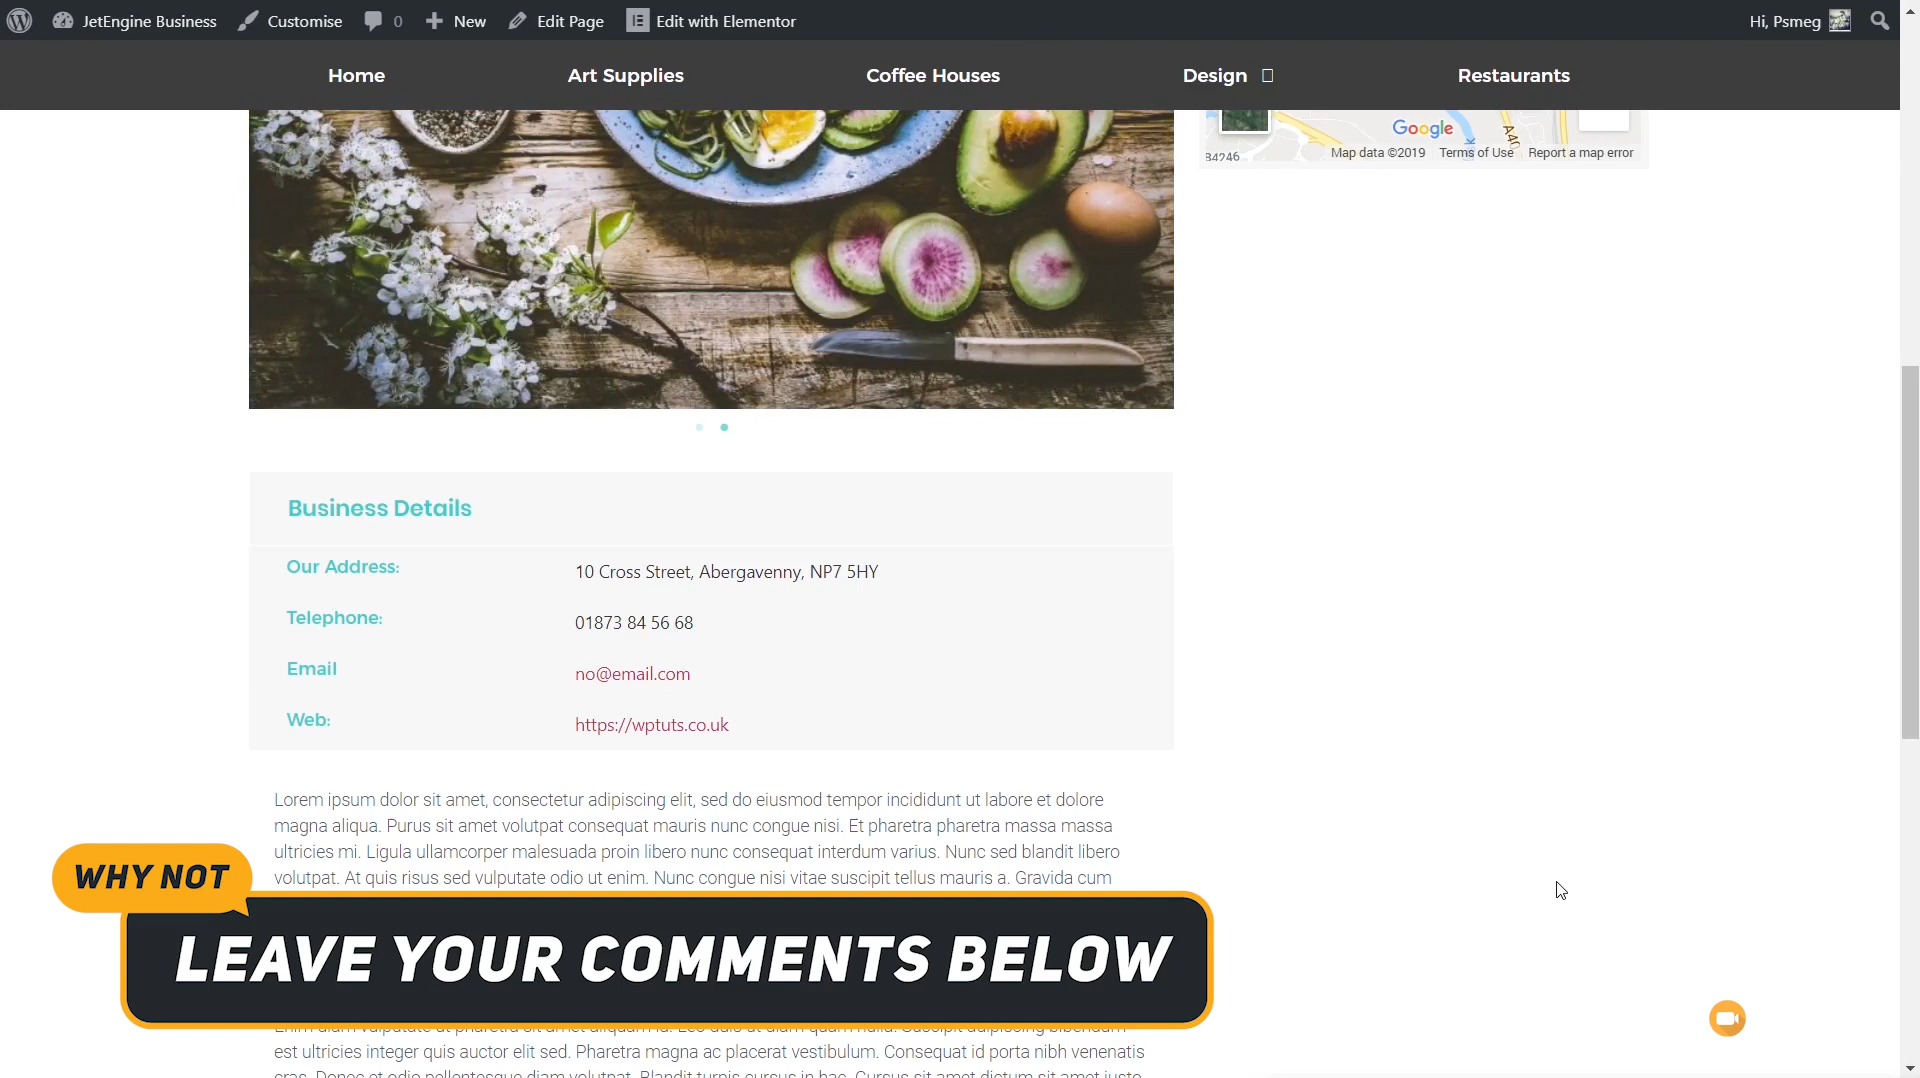 JetEngine Business Customise 0 New Edit Page Edit with Elementor Hi, Psmeg
Home Art Supplies Coffee Houses Design Restaurants
Google
A40
B4246
Map data ©2019 Terms of Use Report a map error
Business Details
Our Address: 10 Cross Street, Abergavenny, NP7 5HY
Telephone: 01873 84 56 68
Email no@email.com
Web: https://wptuts.co.uk
Lorem ipsum dolor sit amet, consectetur adipiscing elit, sed do eiusmod tempor incididunt ut labore et dolore
magna aliqua. Purus sit amet volutpat consequat mauris nunc congue nisi. Et pharetra pharetra massa massa
ultricies mi. Ligula ullamcorper malesuada proin libero nunc consequat interdum varius. Nunc sed blandit libero
volutpat. At quis risus sed vulputate odio ut enim. Nunc congue nisi vitae suscipit tellus mauris a. Gravida cum
WHY NOT
LEAVE YOUR COMMENTS BELOW
est ultricies integer quis auctor elit sed. Pharetra magna ac placerat vestibulum. Consequat id porta nibh venenatis